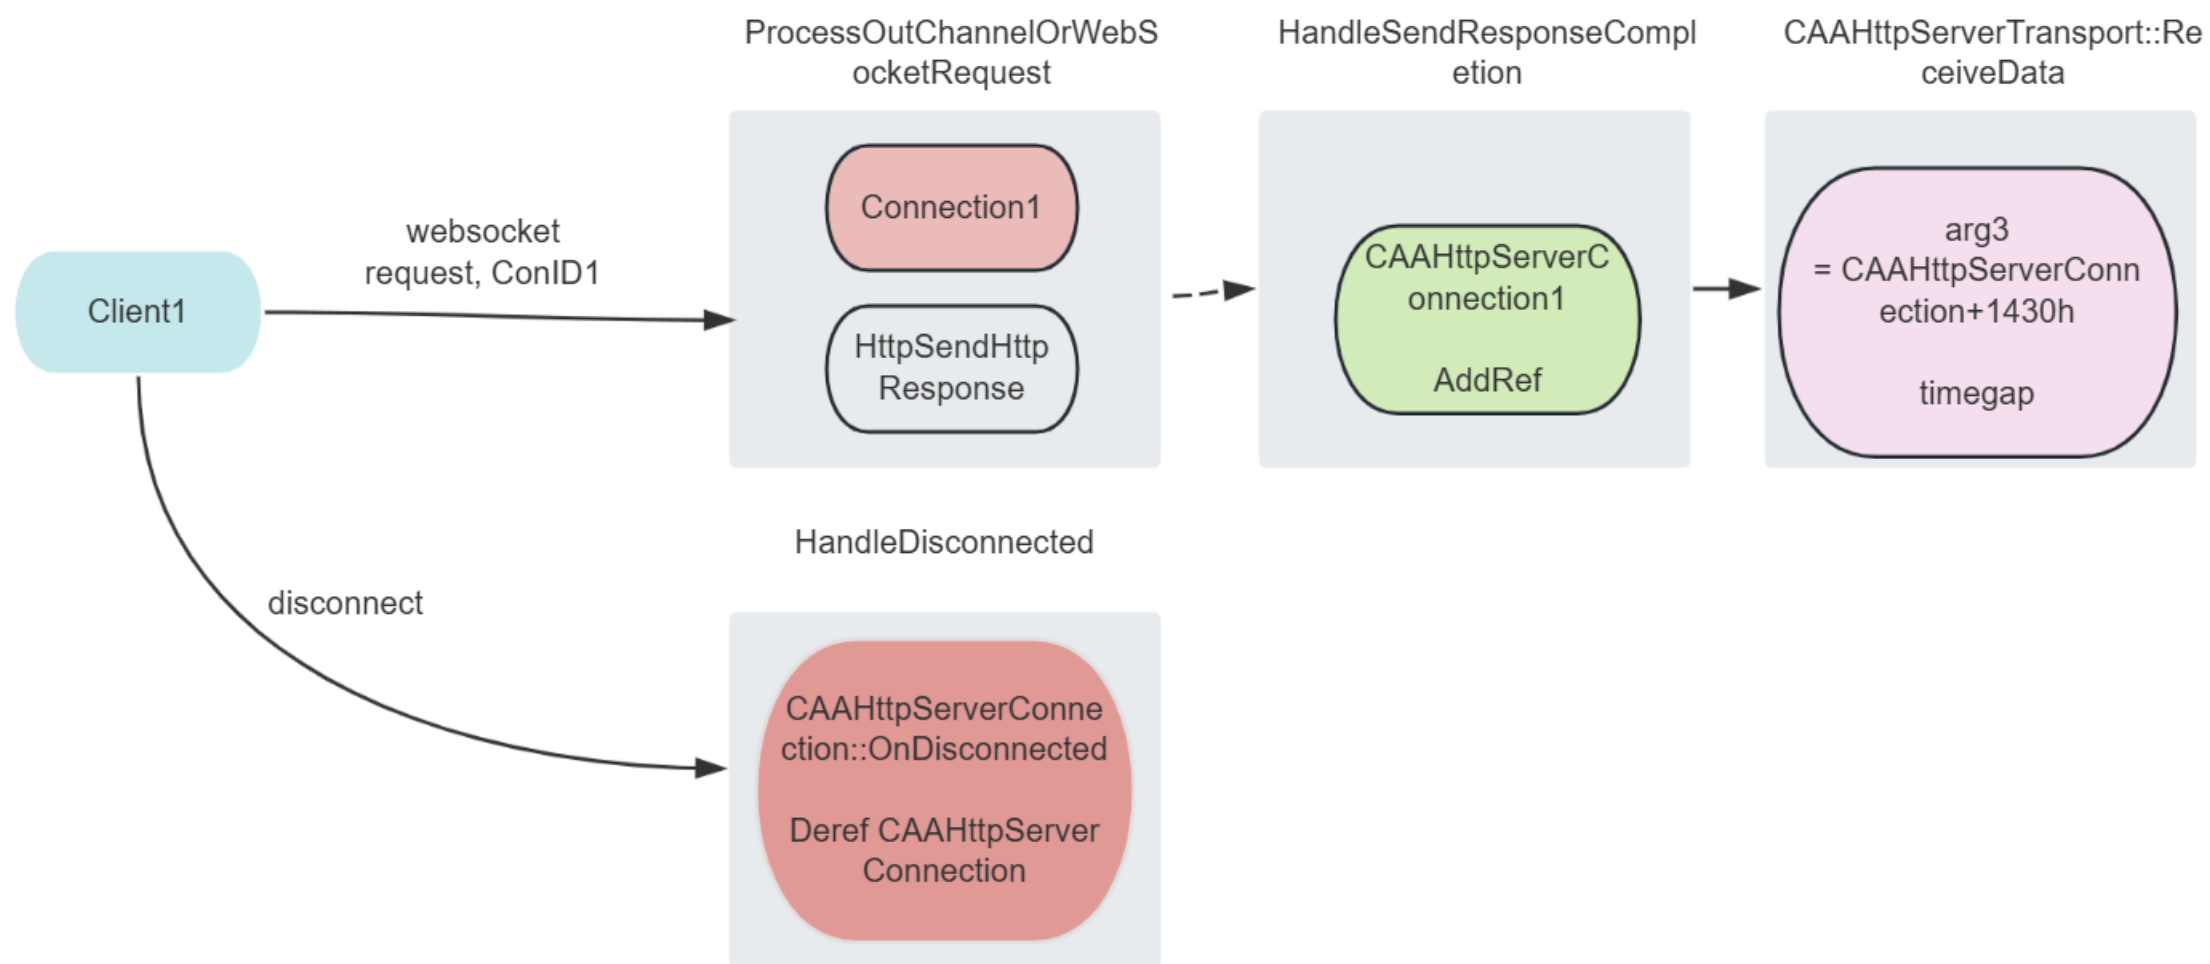 ProcessOutChannelOrWebS
ocketRequest
HandleSendResponseCompl
etion
CAAHttpServerTransport::Re
ceiveData
Client1
websocket
request, ConID1
Connection1
HttpSendHttp
Response
CAAHttpServerC
onnection1
AddRef
arg3
= CAAHttpServerConn
ection+1430h
timegap
disconnect
HandleDisconnected
CAAHttpServerConne
ction::OnDisconnected
Deref CAAHttpServer
Connection